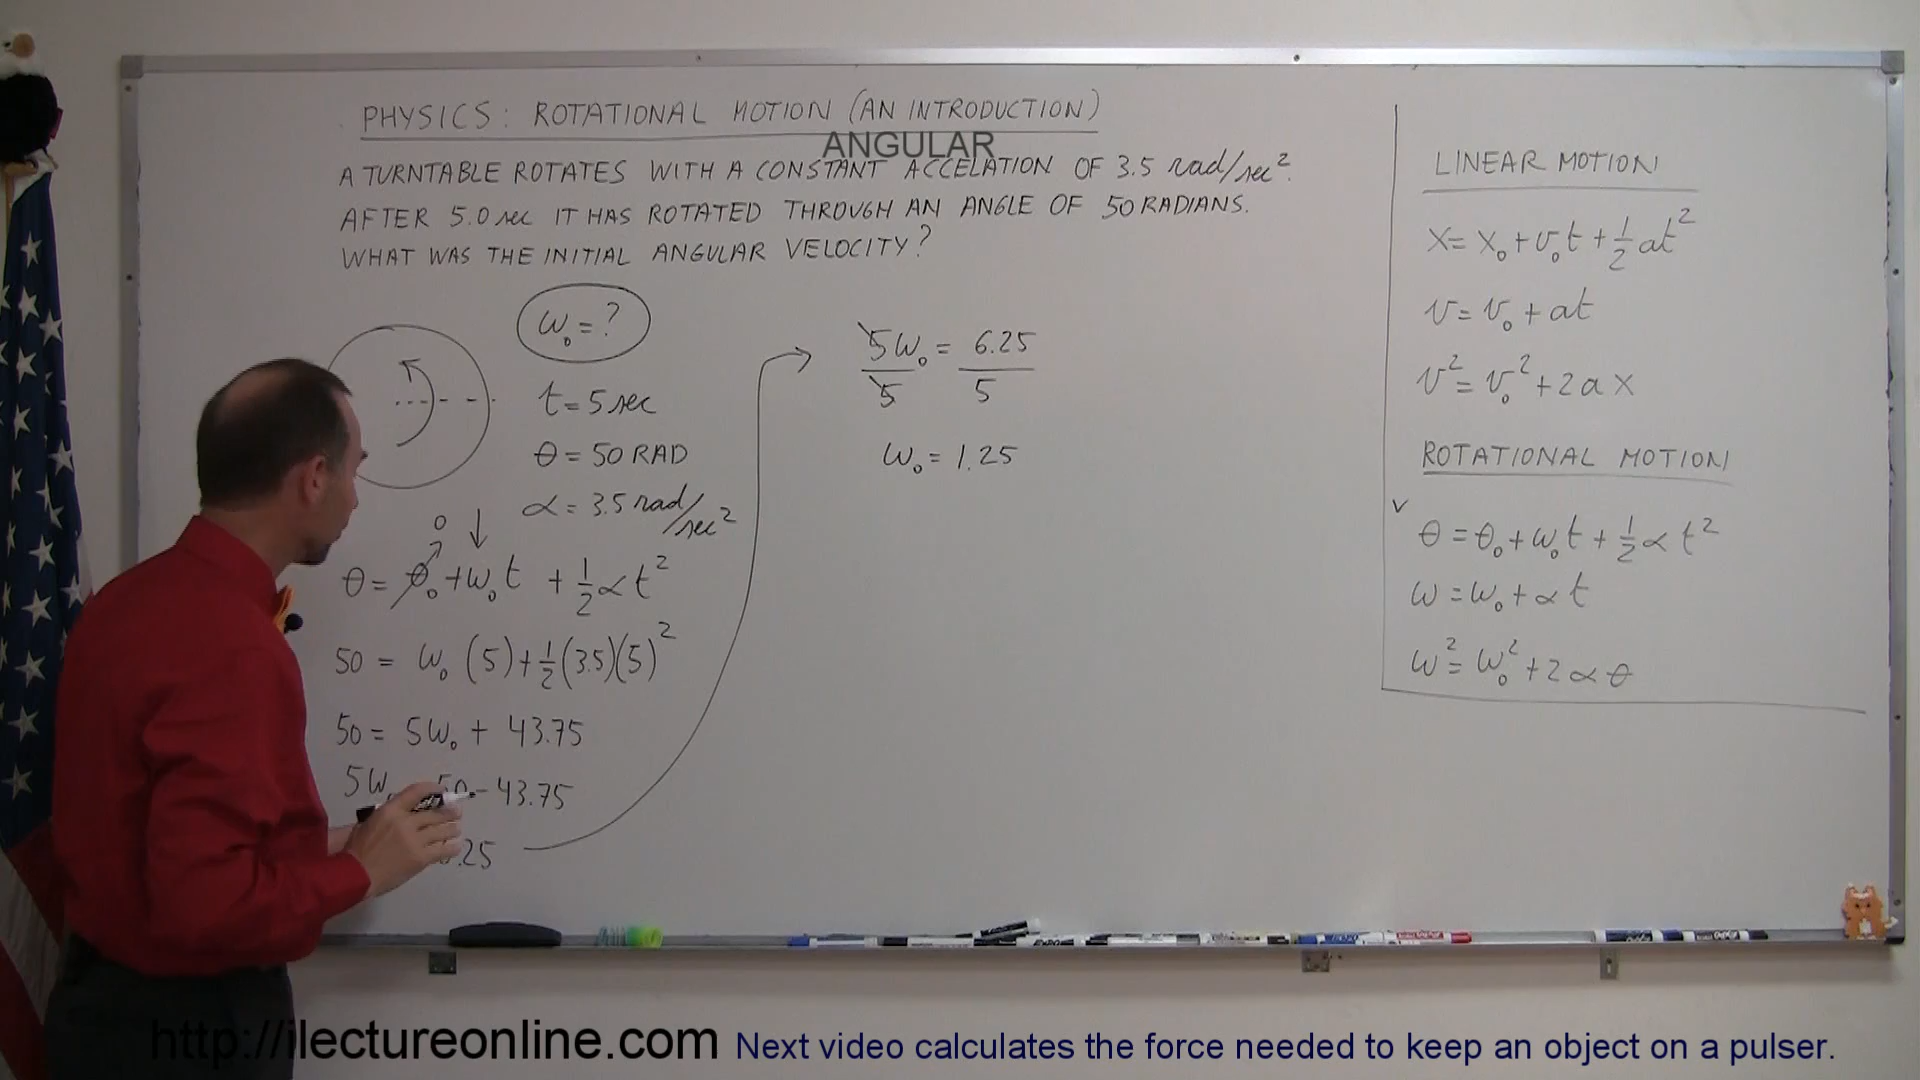 PHYSICS: ROTATIONAL MOTION (AN INTRODUCTION)
ANGULAR
A TURNTABLE ROTATES WITH A CONSTANT ACCELATION OF 3.5 rad/sec².
AFTER 5.0 sec IT HAS ROTATED THROUGH AN ANGLE OF 50 RADIANS.
WHAT WAS THE INITIAL ANGULAR VELOCITY?
ω₀ = ?
t = 5 sec
θ = 50 RAD
α = 3.5 rad/sec²
0
θ = θ₀ + ω₀t + ½αt²
50 = ω₀ (5) + ½(3.5)(5)²
50 = 5ω₀ + 43.75
5ω₀ 50 - 43.75
.25
5ω₀/5 = 6.25/5
ω₀ = 1.25
LINEAR MOTION
x = x₀ + v₀t + ½at²
v = v₀ + at
v² = v₀² + 2ax
ROTATIONAL MOTION
θ = θ₀ + ω₀t + ½αt²
ω = ω₀ + αt
ω² = ω₀² + 2αθ
http://ilectureonline.com Next video calculates the force needed to keep an object on a pulser.